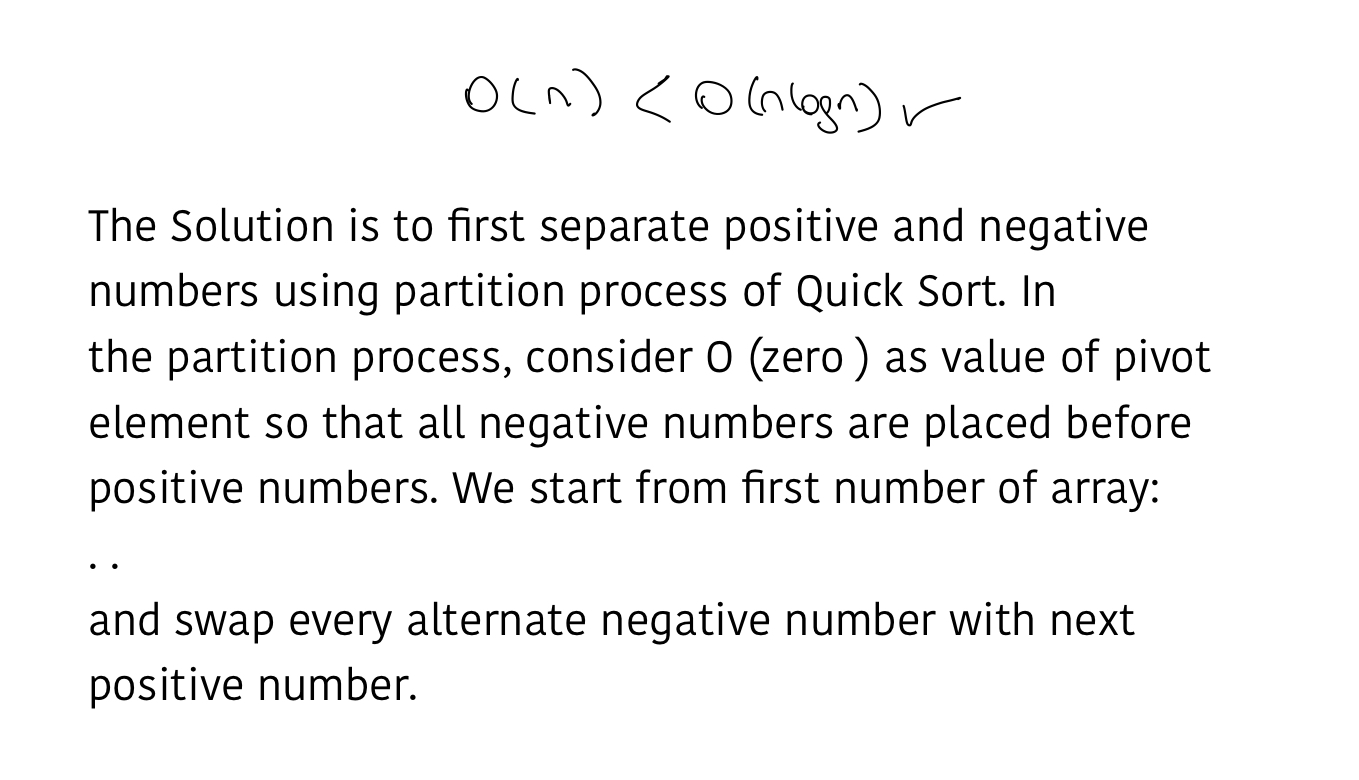 O(n) < O(nlogn) ✓
The Solution is to first separate positive and negative
numbers using partition process of Quick Sort. In
the partition process, consider O (zero ) as value of pivot
element so that all negative numbers are placed before
positive numbers. We start from first number of array:
. .
and swap every alternate negative number with next
positive number.